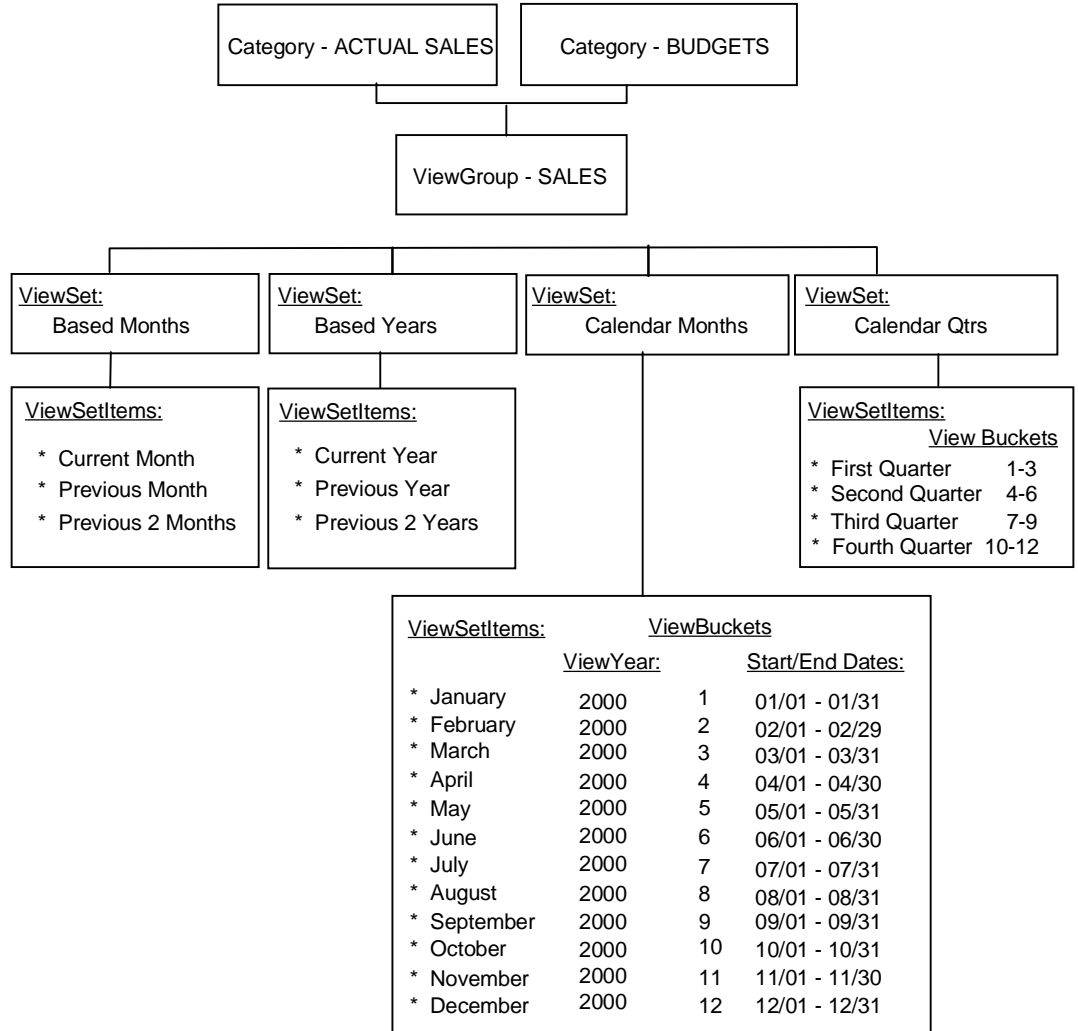 Category - ACTUAL SALES
Category - BUDGETS
ViewGroup - SALES
ViewSet:
Based Months
ViewSet:
Based Years
ViewSet:
Calendar Months
ViewSet:
Calendar Qtrs
ViewSetItems:
* Current Month
* Previous Month
* Previous 2 Months
ViewSetItems:
* Current Year
* Previous Year
* Previous 2 Years
ViewSetItems:
View Buckets
* First Quarter 1-3
* Second Quarter 4-6
* Third Quarter 7-9
* Fourth Quarter 10-12
ViewSetItems: ViewBuckets
ViewYear: Start/End Dates:
* January 2000 1 01/01 - 01/31
* February 2000 2 02/01 - 02/29
* March 2000 3 03/01 - 03/31
* April 2000 4 04/01 - 04/30
* May 2000 5 05/01 - 05/31
* June 2000 6 06/01 - 06/30
* July 2000 7 07/01 - 07/31
* August 2000 8 08/01 - 08/31
* September 2000 9 09/01 - 09/31
* October 2000 10 10/01 - 10/31
* November 2000 11 11/01 - 11/30
* December 2000 12 12/01 - 12/31